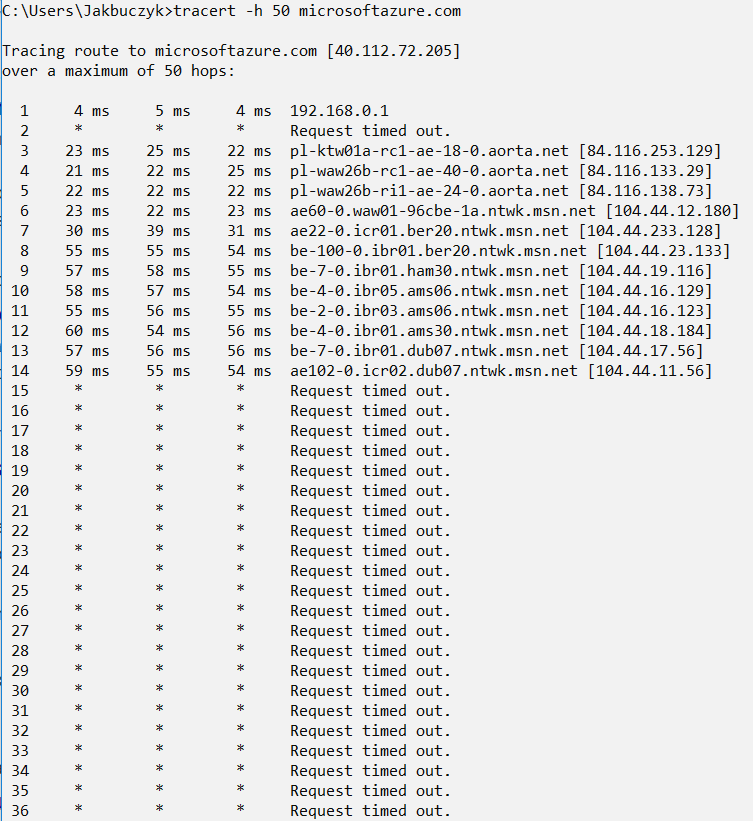 C:\Users\Jakbuczyk>tracert -h 50 microsoftazure.com
Tracing route to microsoftazure.com [40.112.72.205]
over a maximum of 50 hops:
1 4 ms 5 ms 4 ms 192.168.0.1
2 * * * Request timed out.
3 23 ms 25 ms 22 ms pl-ktw01a-rc1-ae-18-0.aorta.net [84.116.253.129]
4 21 ms 22 ms 25 ms pl-waw26b-rc1-ae-40-0.aorta.net [84.116.133.29]
5 22 ms 22 ms 22 ms pl-waw26b-ri1-ae-24-0.aorta.net [84.116.138.73]
6 23 ms 22 ms 23 ms ae60-0.waw01-96cbe-1a.ntwk.msn.net [104.44.12.180]
7 30 ms 39 ms 31 ms ae22-0.icr01.ber20.ntwk.msn.net [104.44.233.128]
8 55 ms 55 ms 54 ms be-100-0.ibr01.ber20.ntwk.msn.net [104.44.23.133]
9 57 ms 58 ms 55 ms be-7-0.ibr01.ham30.ntwk.msn.net [104.44.19.116]
10 58 ms 57 ms 54 ms be-4-0.ibr05.ams06.ntwk.msn.net [104.44.16.129]
11 55 ms 56 ms 55 ms be-2-0.ibr03.ams06.ntwk.msn.net [104.44.16.123]
12 60 ms 54 ms 56 ms be-4-0.ibr01.ams30.ntwk.msn.net [104.44.18.184]
13 57 ms 56 ms 56 ms be-7-0.ibr01.dub07.ntwk.msn.net [104.44.17.56]
14 59 ms 55 ms 54 ms ae102-0.icr02.dub07.ntwk.msn.net [104.44.11.56]
15 * * * Request timed out.
16 * * * Request timed out.
17 * * * Request timed out.
18 * * * Request timed out.
19 * * * Request timed out.
20 * * * Request timed out.
21 * * * Request timed out.
22 * * * Request timed out.
23 * * * Request timed out.
24 * * * Request timed out.
25 * * * Request timed out.
26 * * * Request timed out.
27 * * * Request timed out.
28 * * * Request timed out.
29 * * * Request timed out.
30 * * * Request timed out.
31 * * * Request timed out.
32 * * * Request timed out.
33 * * * Request timed out.
34 * * * Request timed out.
35 * * * Request timed out.
36 * * * Request timed out.